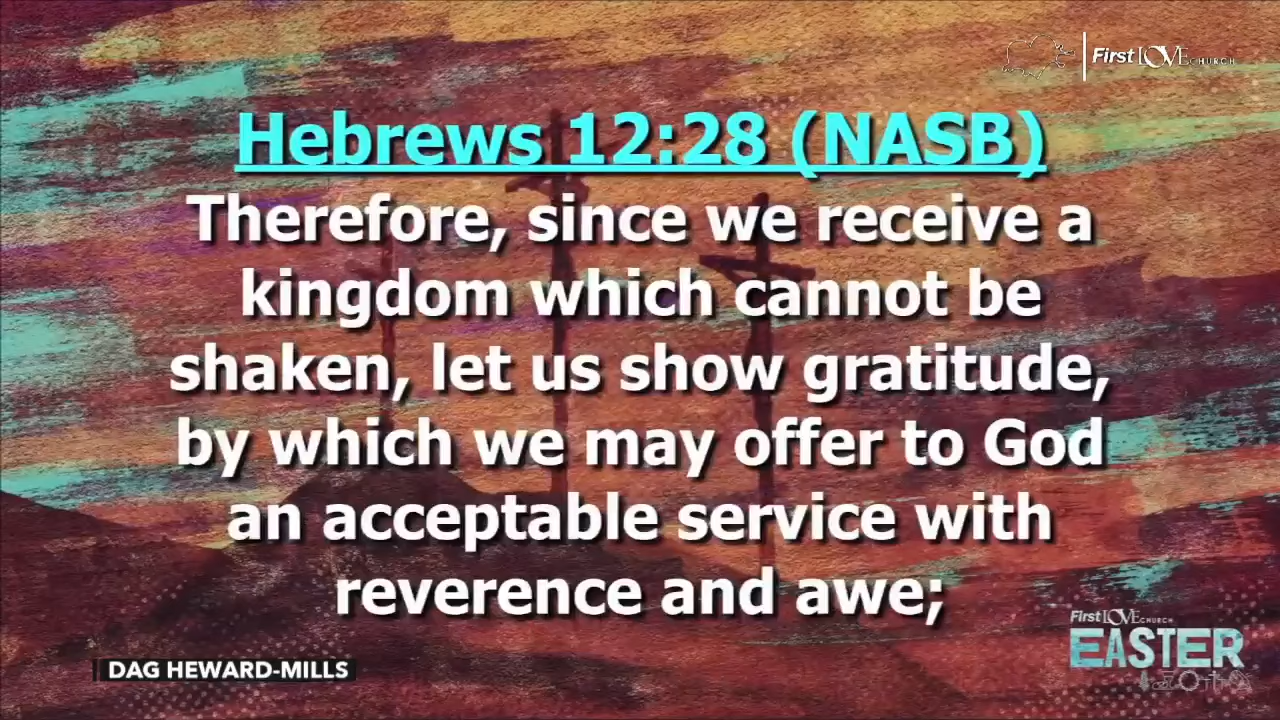 First LOVE CHURCH
Hebrews 12:28 (NASB)
Therefore, since we receive a
kingdom which cannot be
shaken, let us show gratitude,
by which we may offer to God
an acceptable service with
reverence and awe;
First LOVE CHURCH
EASTER
DAG HEWARD-MILLS